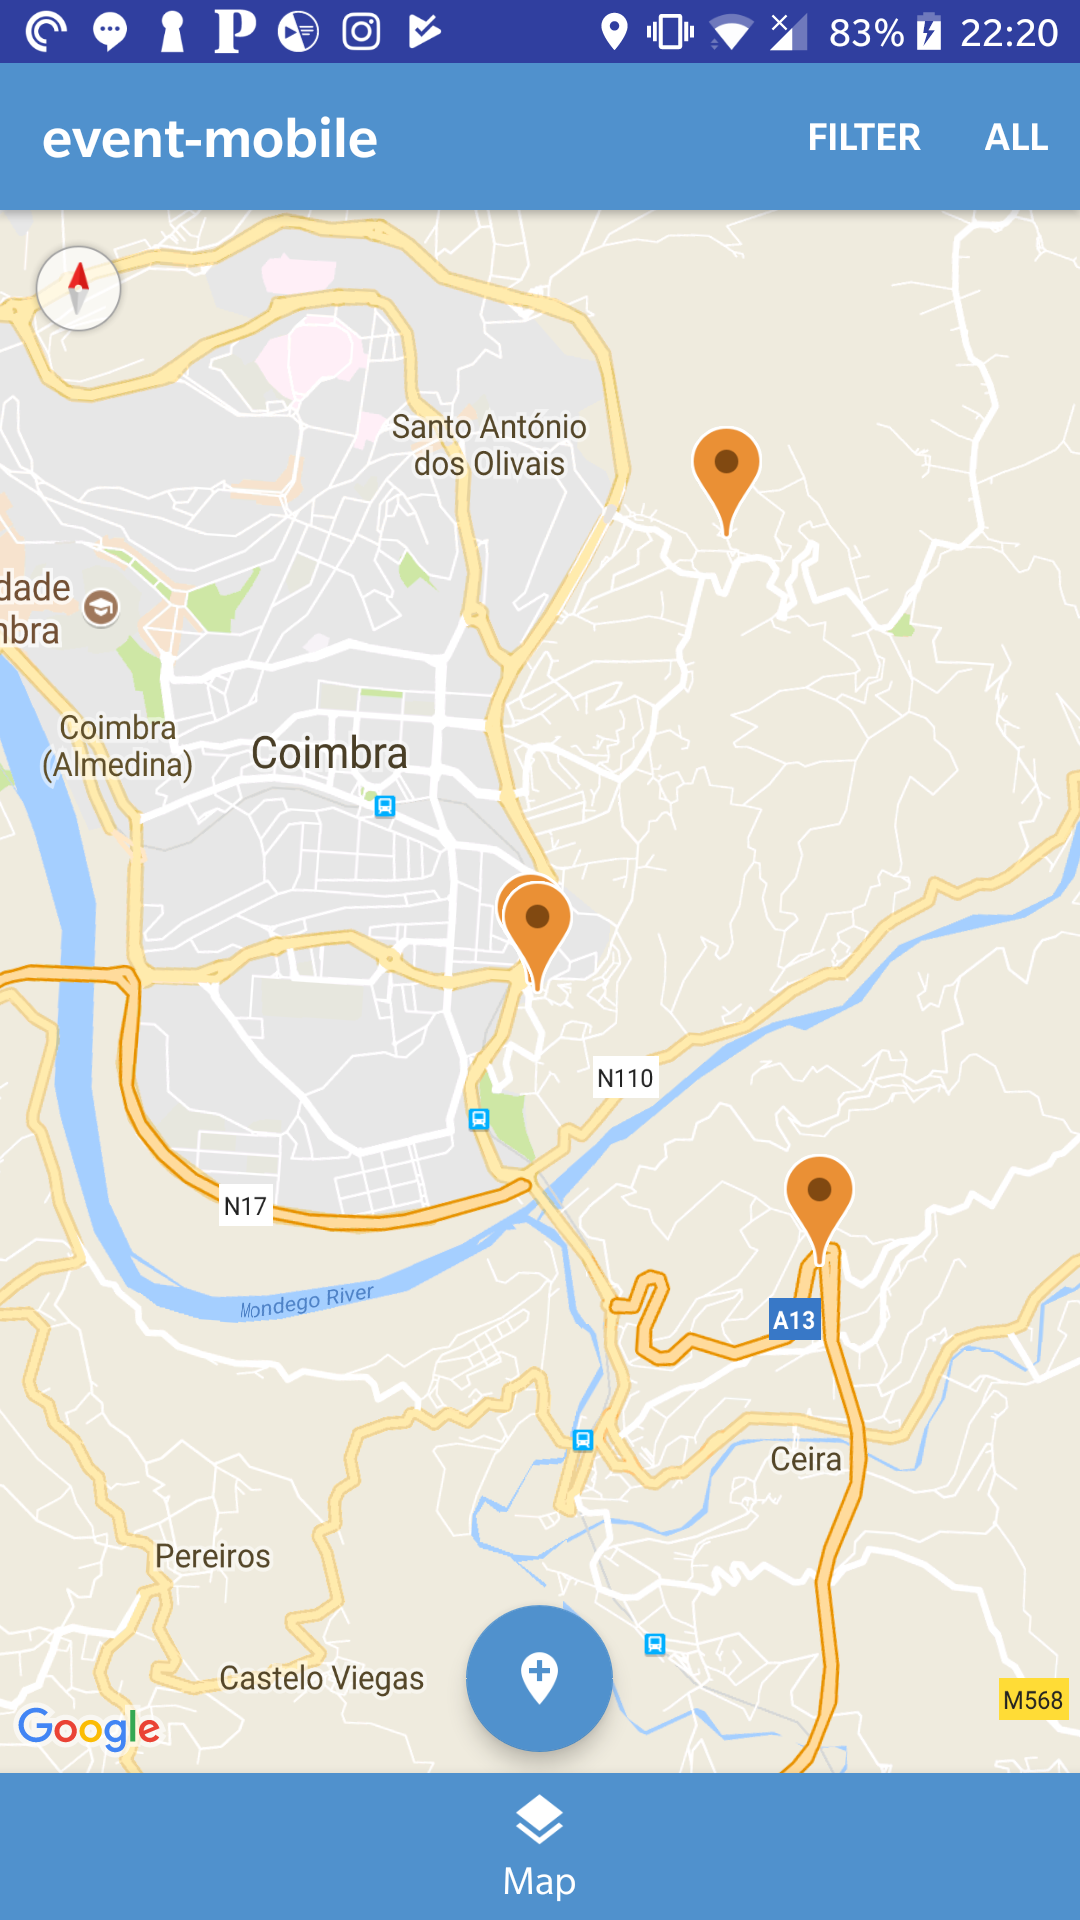 83% 22:20
event-mobile FILTER ALL
Santo António
dos Olivais
dade
nbra
Coimbra
(Almedina)
Coimbra
N110
N17
Mondego River
A13
Ceira
Pereiros
Castelo Viegas
M568
Google
Map